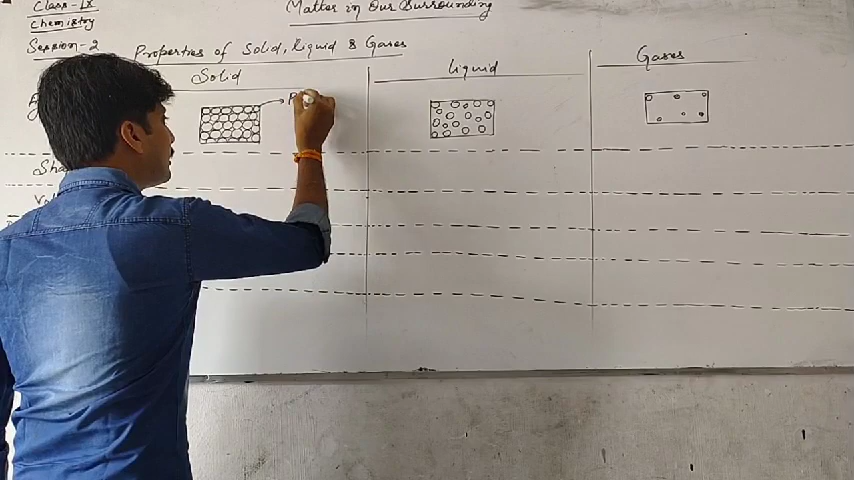 Class-IX
Matter in Our Surrounding
Chemistry
Session-2
Properties of Solid, Liquid & Gases
Solid
Liquid
Gases